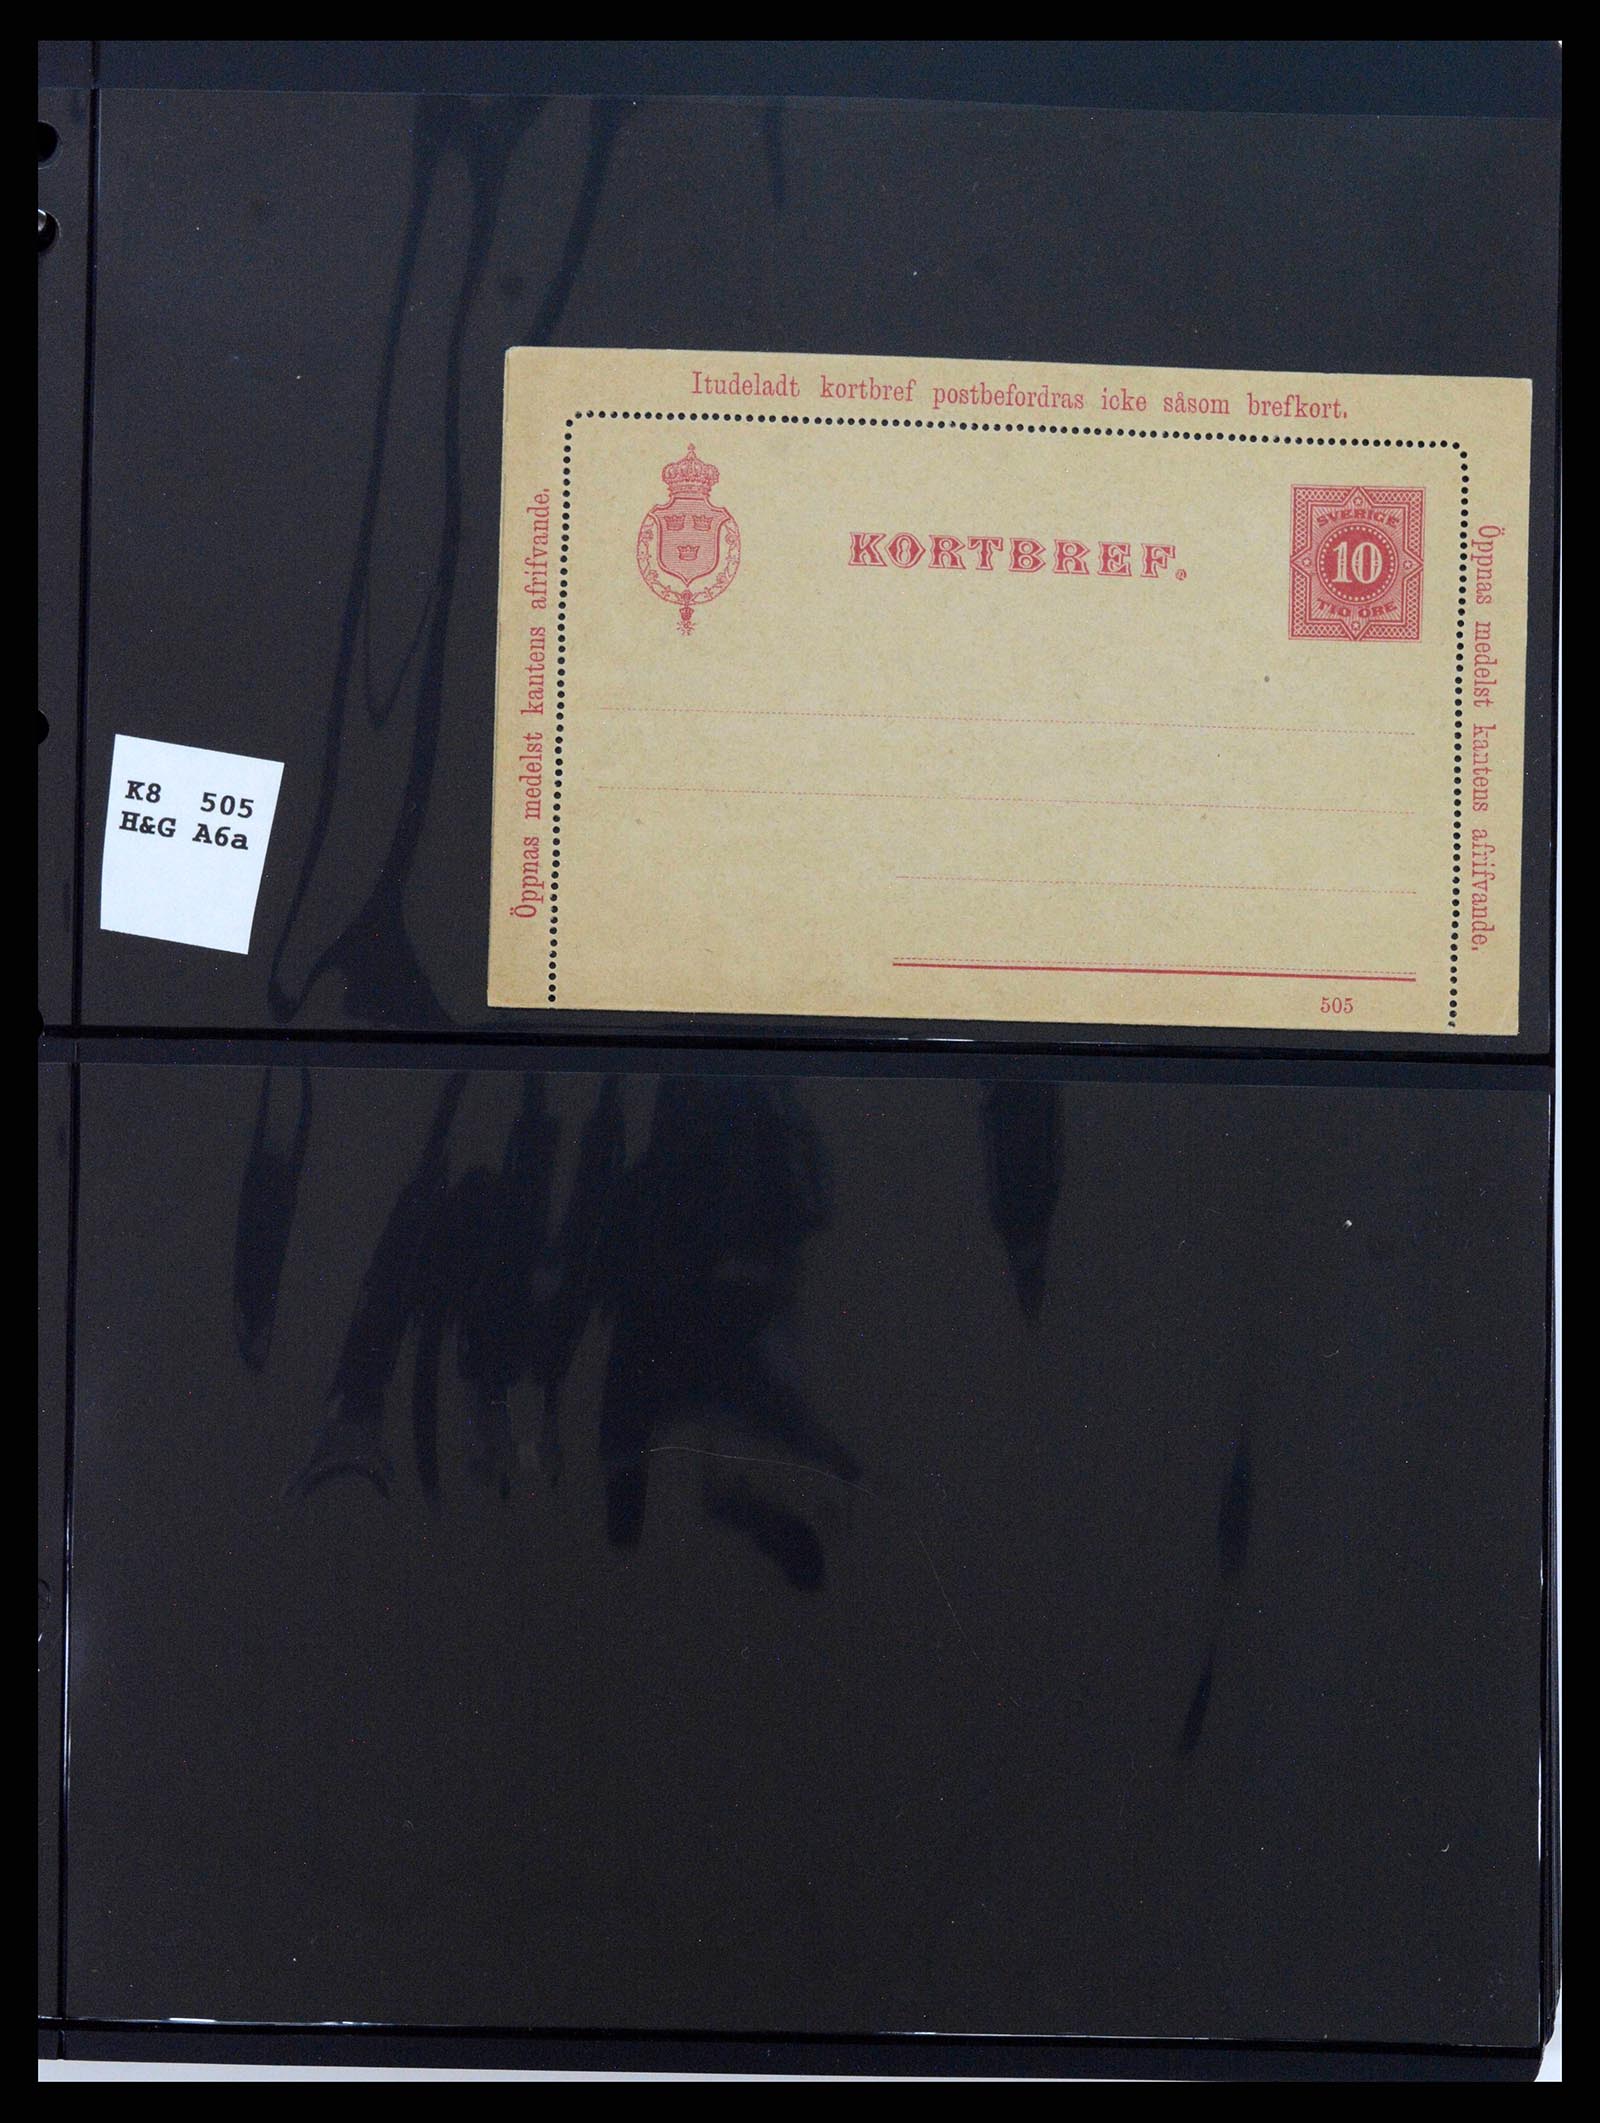 Itudeladt kortbref postbefordras icke såsom brefkort.
Öppnas medelst kantens afrifvande.
KORTBREF.
SVERIGE
10
TIO ÖRE
Öppnas medelst kantens afrifvande.
505
K8 505
H&G A6a